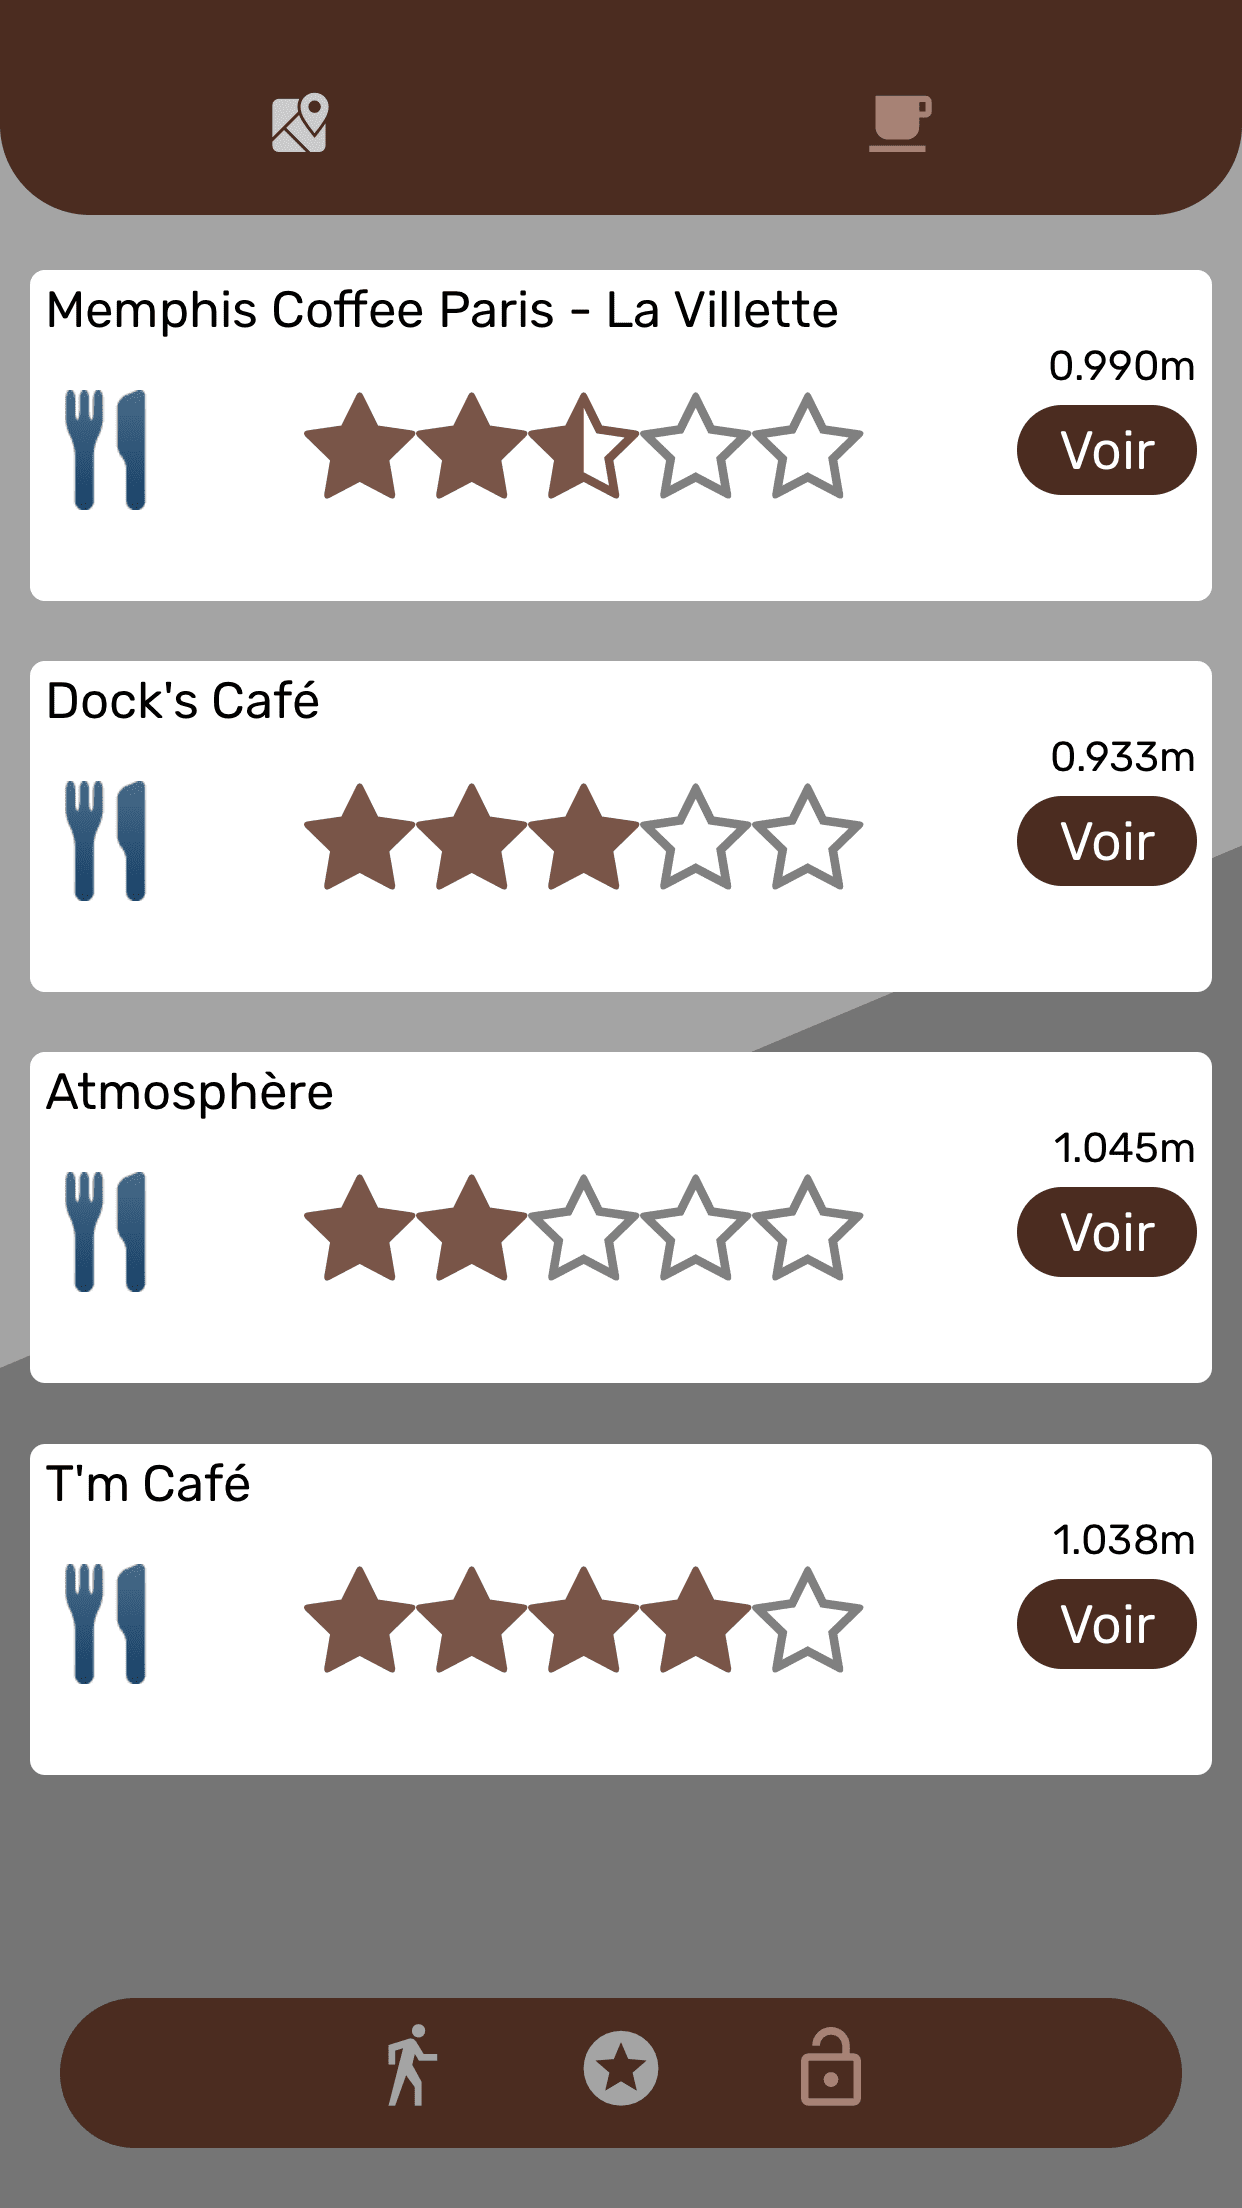 Memphis Coffee Paris - La Villette
0.990m
Voir
Dock's Café
0.933m
Voir
Atmosphère
1.045m
Voir
T'm Café
1.038m
Voir